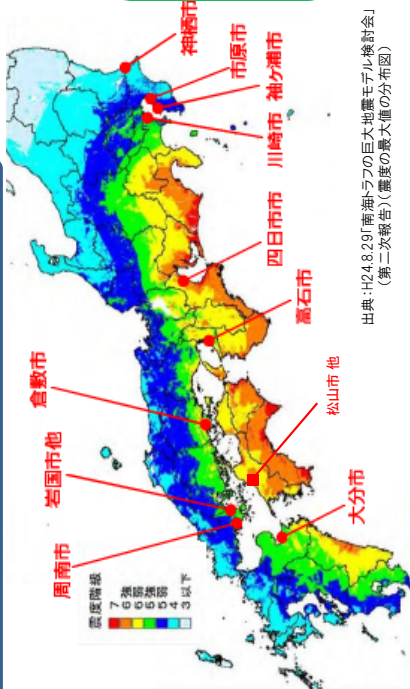 神栖市
市原市
袖ヶ浦市
川崎市
四日市市
高石市
倉敷市
岩国市他
周南市
松山市 他
大分市
震度階級
7
6強
6弱
5強
5弱
4
3以下
出典:H24.8.29「南海トラフの巨大地震モデル検討会」
(第二次報告)(震度の最大値の分布図)